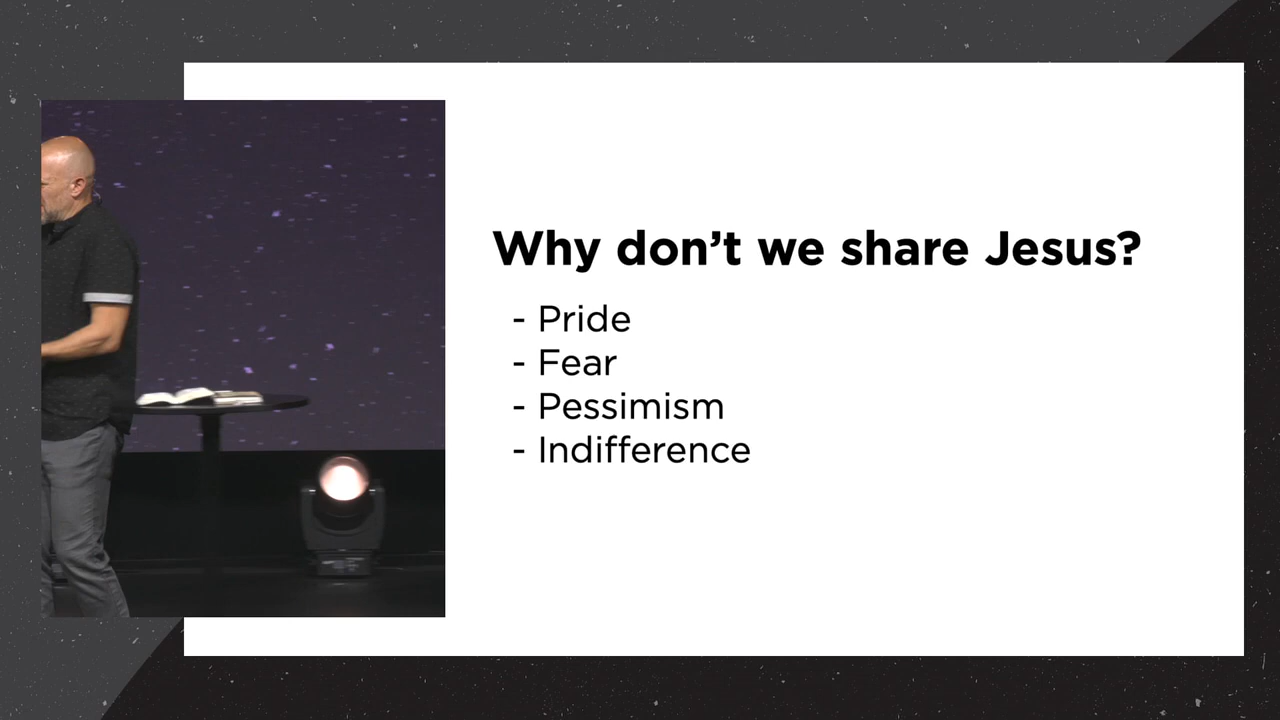 Why don’t we share Jesus?
- Pride
- Fear
- Pessimism
- Indifference